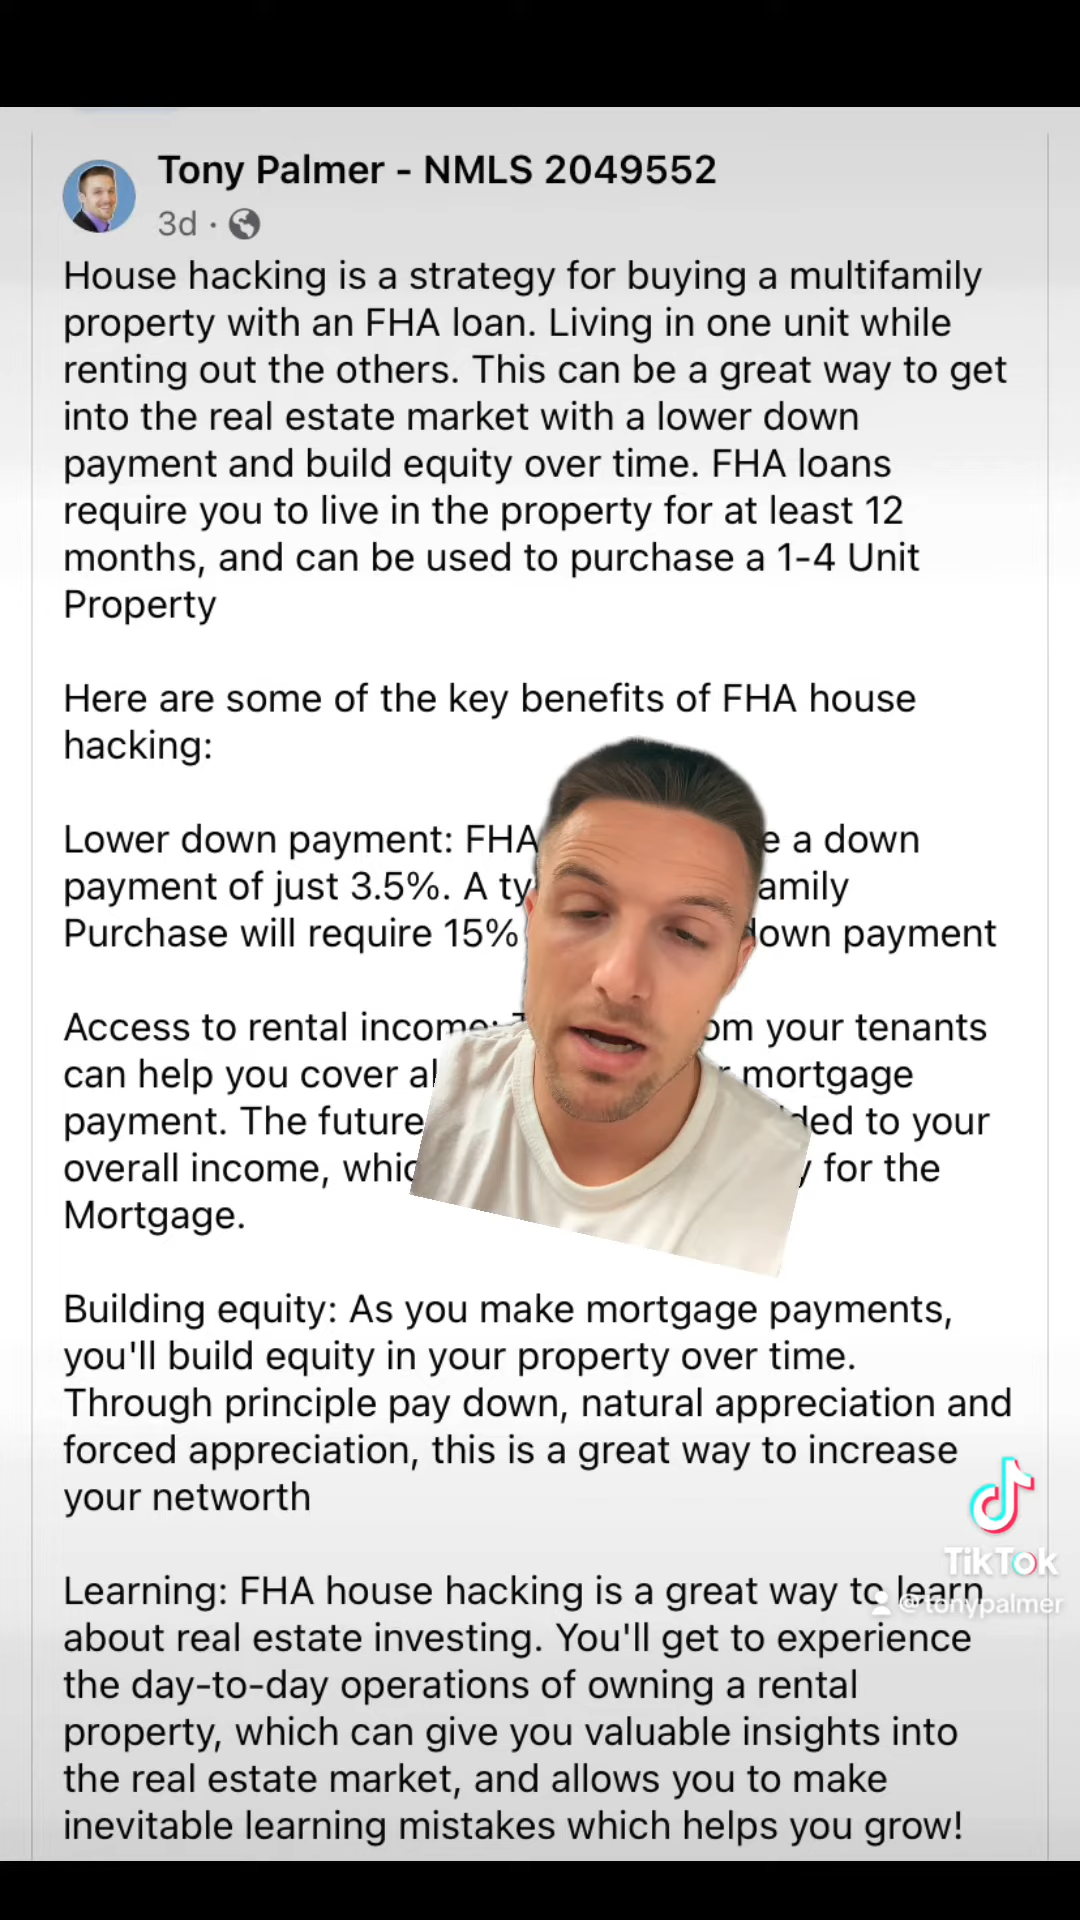 Tony Palmer - NMLS 2049552
3d ·
House hacking is a strategy for buying a multifamily
property with an FHA loan. Living in one unit while
renting out the others. This can be a great way to get
into the real estate market with a lower down
payment and build equity over time. FHA loans
require you to live in the property for at least 12
months, and can be used to purchase a 1-4 Unit
Property
Here are some of the key benefits of FHA house
hacking:
Lower down payment: FHA a down
payment of just 3.5%. A
Purchase will require 15% payment
Access to rental your tenants
can help you cover mortgage
payment. The future to your
overall income, for the
Mortgage.
Building equity: As you make mortgage payments,
you'll build equity in your property over time.
Through principle pay down, natural appreciation and
forced appreciation, this is a great way to increase
your networth
TikTok
Learning: FHA house hacking is a great way to learn
@tonypalmer
about real estate investing. You'll get to experience
the day-to-day operations of owning a rental
property, which can give you valuable insights into
the real estate market, and allows you to make
inevitable learning mistakes which helps you grow!